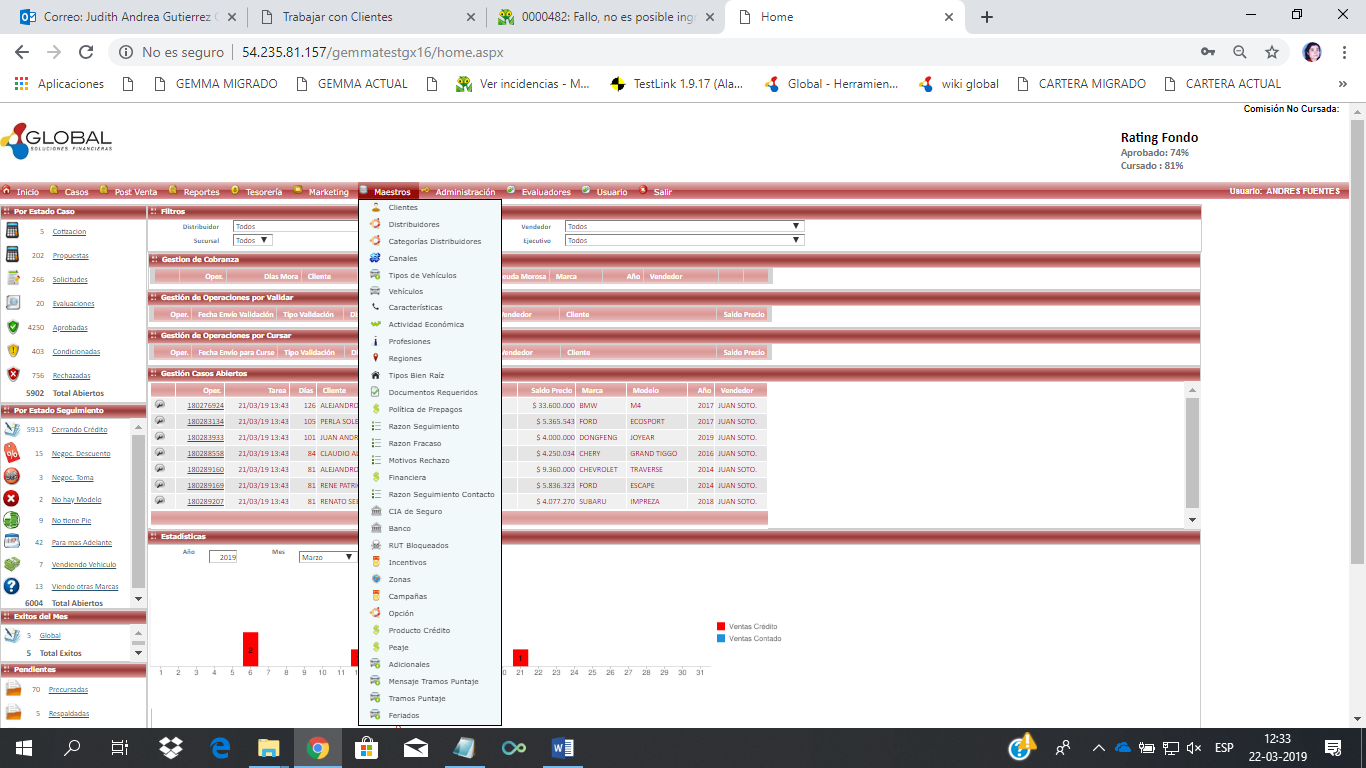 Correo: Judith Andrea Gutierrez
Trabajar con Clientes
0000482: Fallo, no es posible ingr
Home
No es seguro | 54.235.81.157/gemmatestgx16/home.aspx
Aplicaciones GEMMA MIGRADO GEMMA ACTUAL Ver incidencias - M... TestLink 1.9.17 (Ala... Global - Herramien... wiki global CARTERA MIGRADO CARTERA ACTUAL »
Comisión No Cursada:
GLOBAL
SOLUCIONES FINANCIERAS
Rating Fondo
Aprobado: 74%
Cursado : 81%
Inicio Casos Post Venta Reportes Tesorería Marketing Maestros Administración Evaluadores Usuario Salir Usuario: ANDRES FUENTES
Por Estado Caso
5 Cotizacion
202 Propuestas
266 Solicitudes
20 Evaluaciones
4250 Aprobadas
403 Condicionadas
756 Rechazadas
5902 Total Abiertos
Por Estado Seguimiento
5913 Cerrando Crédito
15 Negoc. Descuento
3 Negoc. Toma
2 No hay Modelo
9 No tiene Pie
42 Para mas Adelante
7 Vendiendo Vehiculo
13 Viendo otras Marcas
6004 Total Abiertos
Exitos del Mes
5 Global
5 Total Exitos
Pendientes
70 Precursadas
5 Respaldadas
Clientes
Distribuidores
Categorías Distribuidores
Canales
Tipos de Vehículos
Vehículos
Características
Actividad Económica
Profesiones
Regiones
Tipos Bien Raíz
Documentos Requeridos
Política de Prepagos
Razon Seguimiento
Razon Fracaso
Motivos Rechazo
Financiera
Razon Seguimiento Contacto
CIA de Seguro
Banco
RUT Bloqueados
Incentivos
Zonas
Campañas
Opción
Producto Crédito
Peaje
Adicionales
Mensaje Tramos Puntaje
Tramos Puntaje
Feriados
Filtros
Distribuidor Todos Vendedor Todos
Sucursal Todos Ejecutivo Todos
Gestion de Cobranza
Oper. Dias Mora Cliente Morosa Marca Año Vendedor
Gestión de Operaciones por Validar
Oper. Fecha Envío Validación Tipo Validación Vendedor Cliente Saldo Precio
Gestión de Operaciones por Cursar
Oper. Fecha Envío para Curse Tipo Validación Vendedor Cliente Saldo Precio
Gestión Casos Abiertos
Oper. Tarea Días Cliente Saldo Precio Marca Modelo Año Vendedor
180276924 21/03/19 13:43 126 ALEJANDRO $ 33.600.000 BMW M4 2017 JUAN SOTO.
180283134 21/03/19 13:43 105 PERLA SOLE $ 5.365.543 FORD ECOSPORT 2017 JUAN SOTO.
180283933 21/03/19 13:43 101 JUAN ANDR $ 4.000.000 DONGFENG JOYEAR 2019 JUAN SOTO.
180288558 21/03/19 13:43 84 CLAUDIO AL $ 4.250.034 CHERY GRAND TIGGO 2016 JUAN SOTO.
180289160 21/03/19 13:43 81 ALEJANDRO $ 9.360.000 CHEVROLET TRAVERSE 2014 JUAN SOTO.
180289169 21/03/19 13:43 81 RENE PATRI $ 5.836.323 FORD ESCAPE 2014 JUAN SOTO.
180289207 21/03/19 13:43 81 RENATO SEB $ 4.077.270 SUBARU IMPREZA 2018 JUAN SOTO.
Estadísticas
Año 2019 Mes Marzo
Ventas Crédito
Ventas Contado
2 1
1 2 3 4 5 6 7 8 9 10 11 21 22 23 24 25 26 27 28 29 30 31
ESP
12:33
22-03-2019